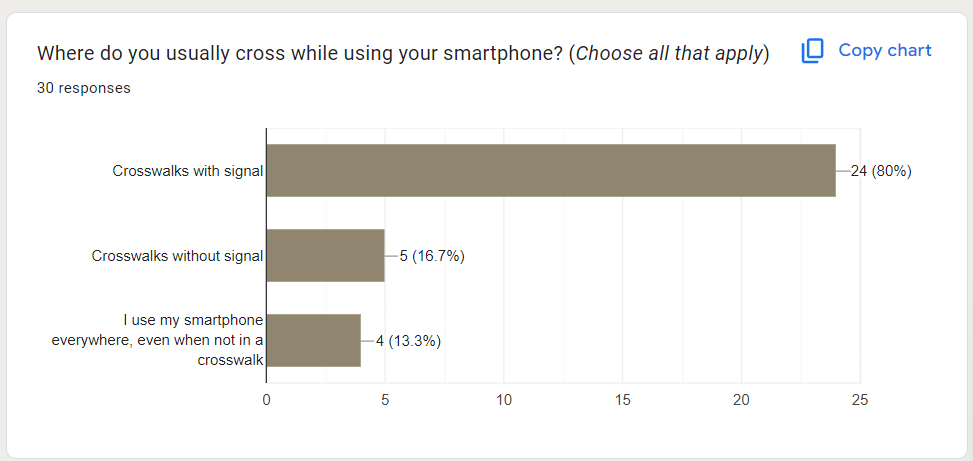 Where do you usually cross while using your smartphone? (Choose all that apply)
Copy chart
30 responses
Crosswalks with signal
24 (80%)
Crosswalks without signal
5 (16.7%)
I use my smartphone
everywhere, even when not in a
crosswalk
4 (13.3%)
0 5 10 15 20 25